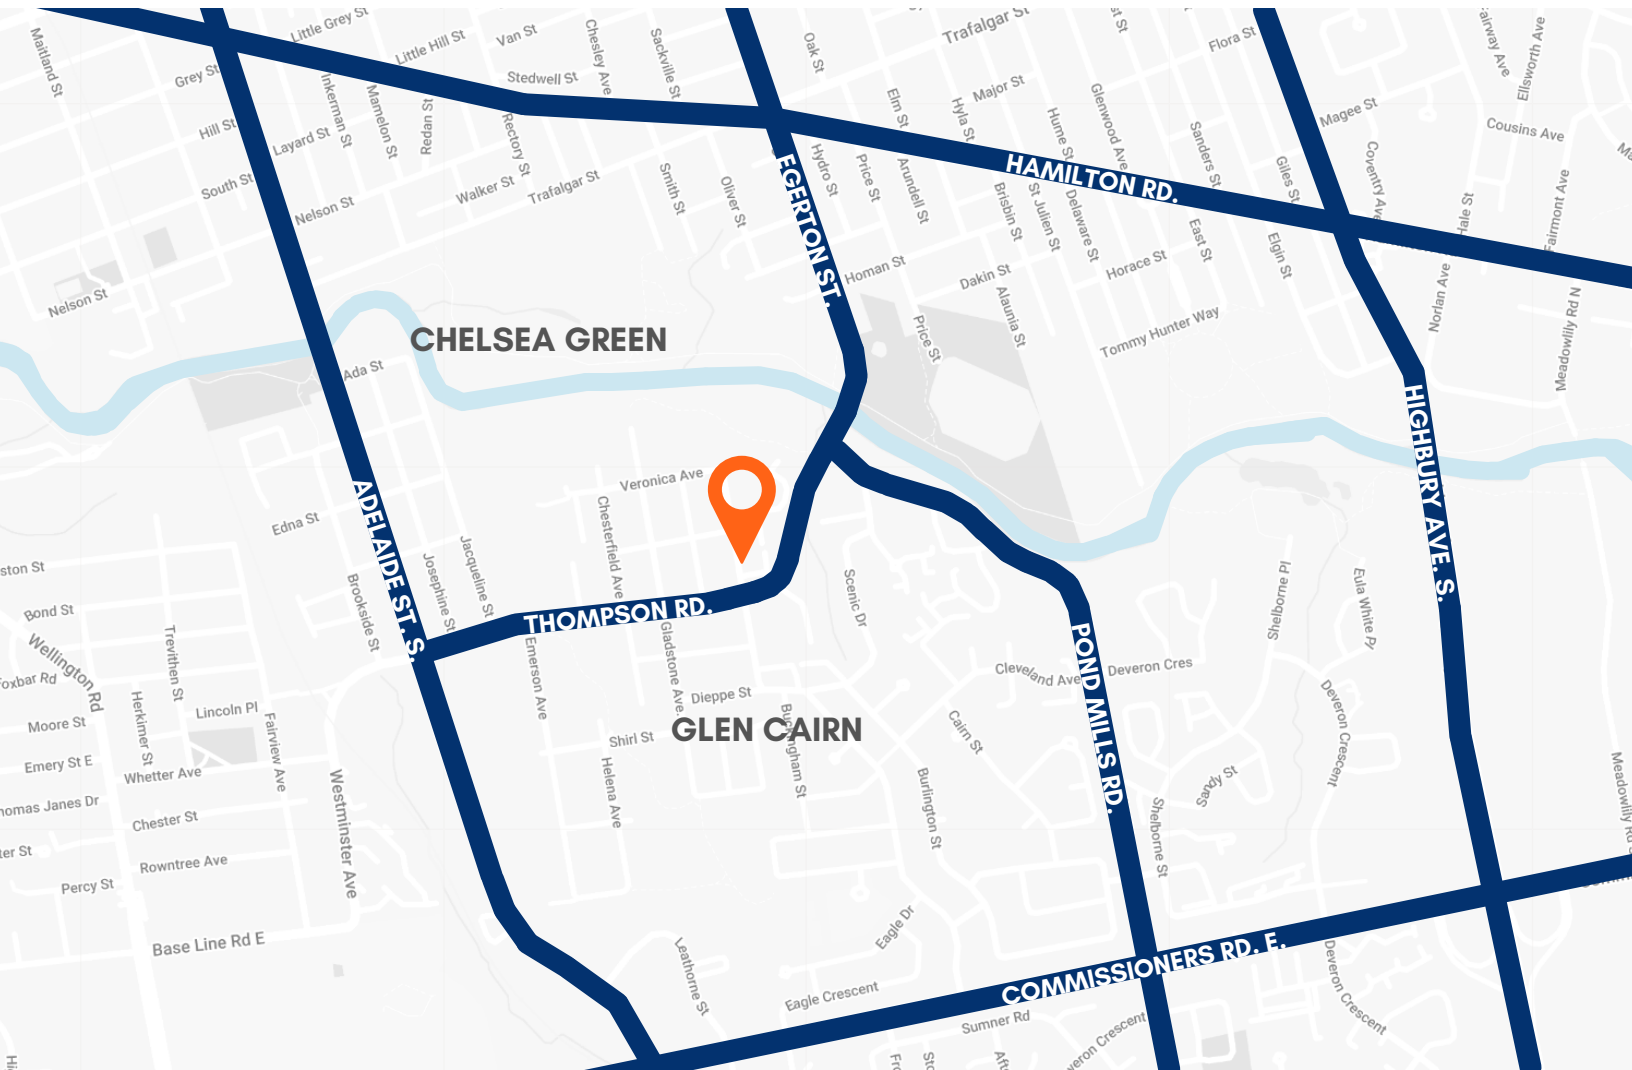 Maitland St
Little Grey St
Little Hill St
Van St
Chesley Ave
Sackville St
Oak St
Trafalgar St
Flora St
Ellsworth Ave
Grey St
Stedwell St
Inkerman St
Mamelon St
Redan St
Rectory St
Elm St
Hyla St
Major St
Hume St
Glenwood Ave
Magee St
Cousins Ave
Hill St
Layard St
South St
Nelson St
Walker St
Trafalgar St
Smith St
Oliver St
EGERTON ST.
Hydro St
Price St
Arundell St
HAMILTON RD.
Brisbin St
St Julien St
Delaware St
Sanders St
East St
Giles St
Elgin St
Coventry Ave
Hale St
Fairmont Ave
Norlan Ave
Meadowlily Rd N
Nelson St
Homan St
Dakin St
Alaunia St
Horace St
Price St
Tommy Hunter Way
CHELSEA GREEN
Ada St
HIGHBURY AVE. S.
ADELAIDE ST. S.
Veronica Ave
Chesterfield Ave
Edna St
Jacqueline St
Josephine St
Brookside St
Bond St
THOMPSON RD.
Scenic Dr
Shelborne Pl
Eula White Pl
Wellington Rd
Trevithen St
Foxbar Rd
Herkimer St
Lincoln Pl
Moore St
Fairview Ave
Emerson Ave
Gladstone Ave.
Dieppe St
GLEN CAIRN
Buckingham St
Cleveland Ave
Deveron Cres
POND MILLS RD.
Cairn St
Deveron Crescent
Shirl St
Helena Ave
Emery St E
Whetter Ave
Westminster Ave
homas Janes Dr
Chester St
Burlington St
Sandy St
Shelborne St
Rowntree Ave
Percy St
Base Line Rd E
Leathorne St
Eagle Dr
Eagle Crescent
COMMISSIONERS RD. E.
Sumner Rd
Deveron Crescent
veron Crescent